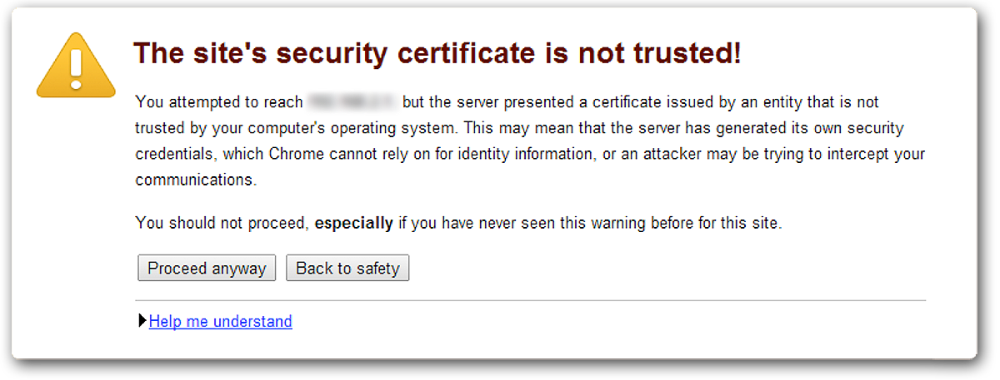 The site's security certificate is not trusted!
You attempted to reach but the server presented a certificate issued by an entity that is not
trusted by your computer's operating system. This may mean that the server has generated its own security
credentials, which Chrome cannot rely on for identity information, or an attacker may be trying to intercept your
communications.
You should not proceed, especially if you have never seen this warning before for this site.
Proceed anyway Back to safety
Help me understand